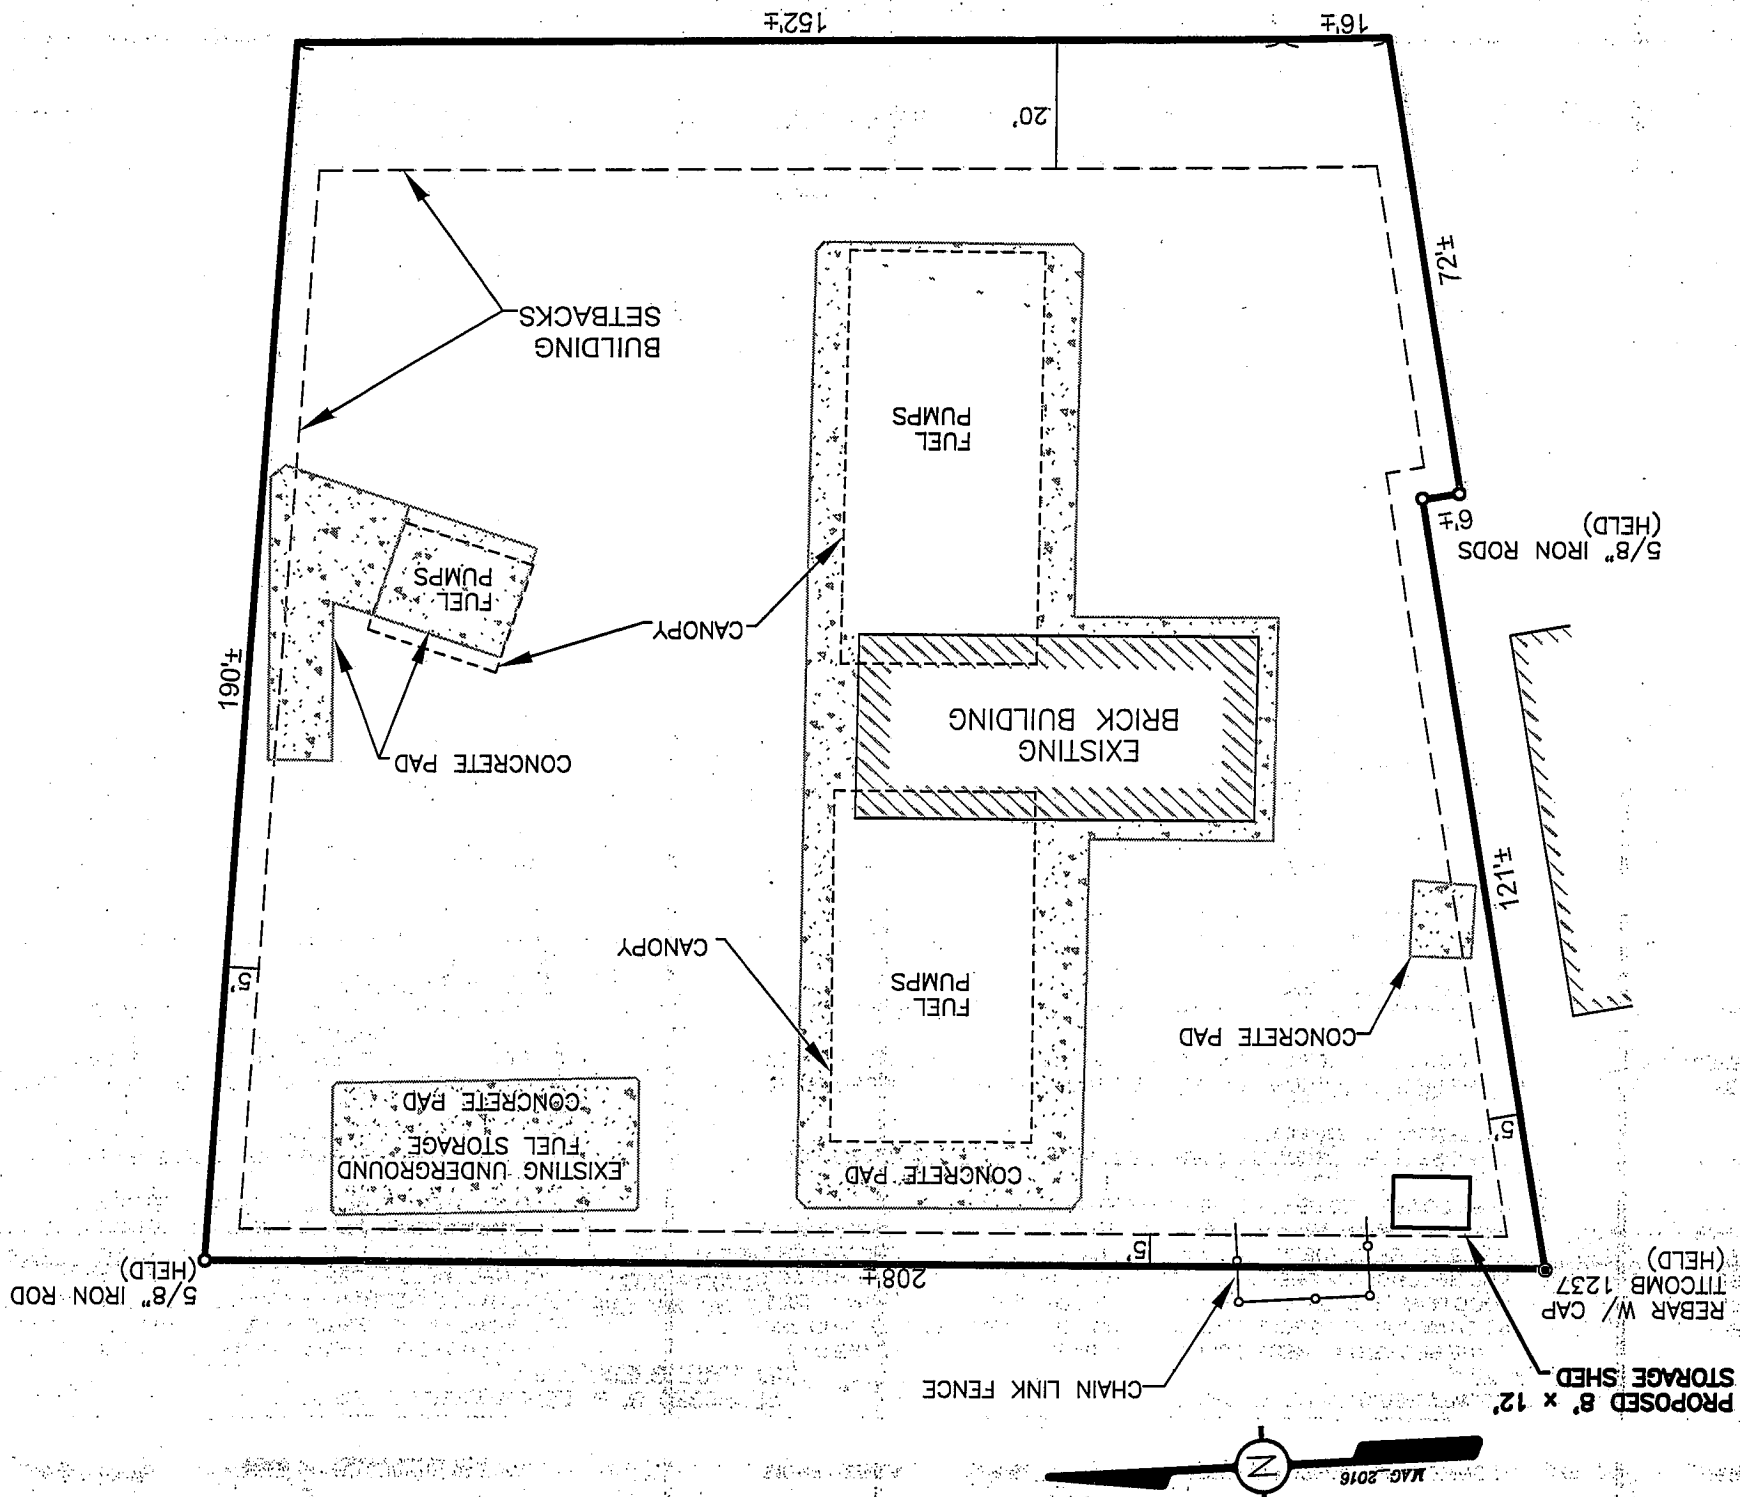 MAG 2016
N
PROPOSED 8' x 12'
STORAGE SHED
CHAIN LINK FENCE
REBAR W/ CAP
TITCOMB 1237
(HELD)
5/8" IRON ROD
(HELD)
208'±
5'
5'
EXISTING UNDERGROUND
FUEL STORAGE
CONCRETE PAD
CONCRETE PAD
CONCRETE PAD
FUEL
PUMPS
CANOPY
5'
121'±
EXISTING
BRICK BUILDING
CONCRETE PAD
190'±
CANOPY
FUEL
PUMPS
5/8" IRON RODS
(HELD)
6'±
FUEL
PUMPS
BUILDING
SETBACKS
72'±
20'
16'±
152'±